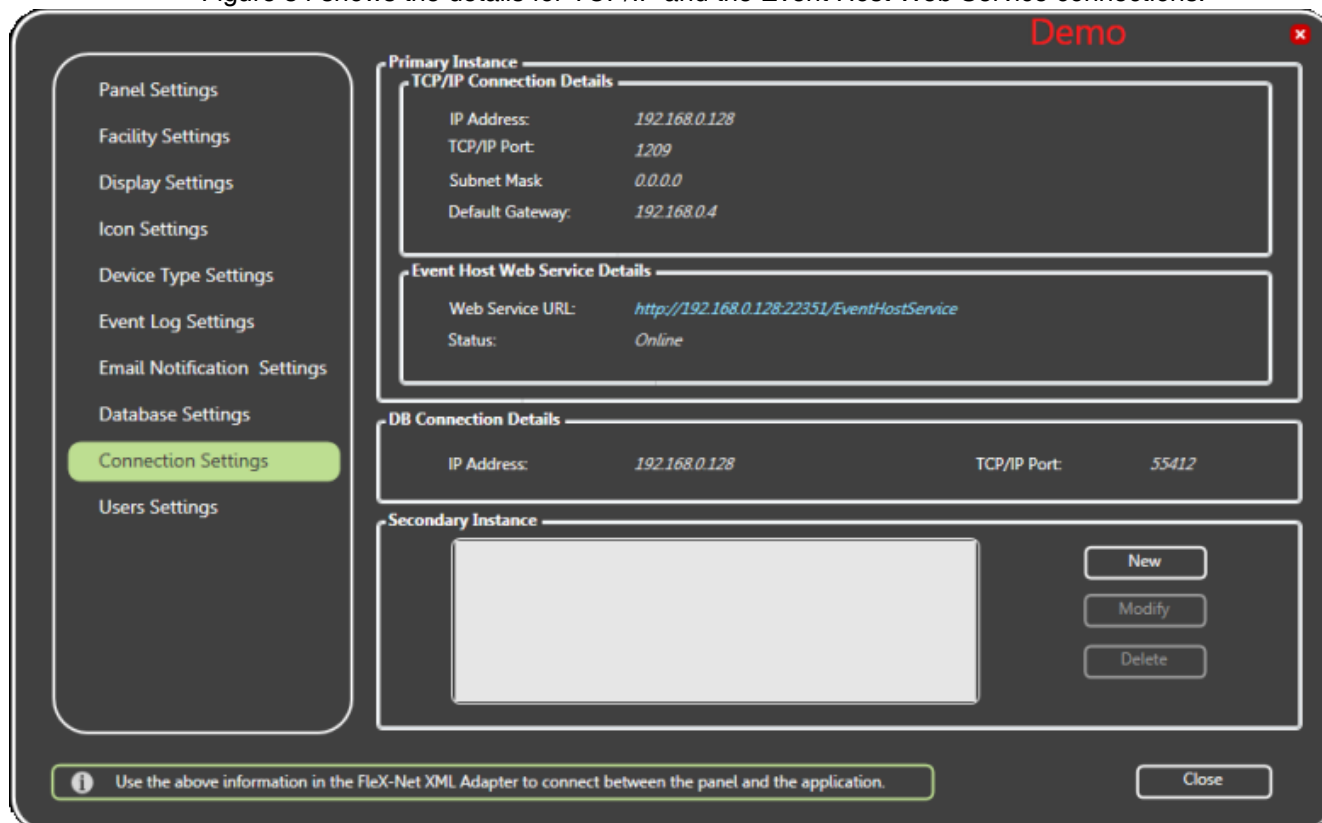 Figure 54 shows the details for TCP/IP and the Event Host Web Service connections.
Demo
Panel Settings
Facility Settings
Display Settings
Icon Settings
Device Type Settings
Event Log Settings
Email Notification Settings
Database Settings
Connection Settings
Users Settings
Primary Instance
TCP/IP Connection Details
IP Address: 192.168.0.128
TCP/IP Port: 1209
Subnet Mask 0.0.0.0
Default Gateway: 192.168.0.4
Event Host Web Service Details
Web Service URL: http://192.168.0.128:22351/EventHostService
Status: Online
DB Connection Details
IP Address: 192.168.0.128 TCP/IP Port: 55412
Secondary Instance
New
Modify
Delete
Use the above information in the FleX-Net XML Adapter to connect between the panel and the application.
Close